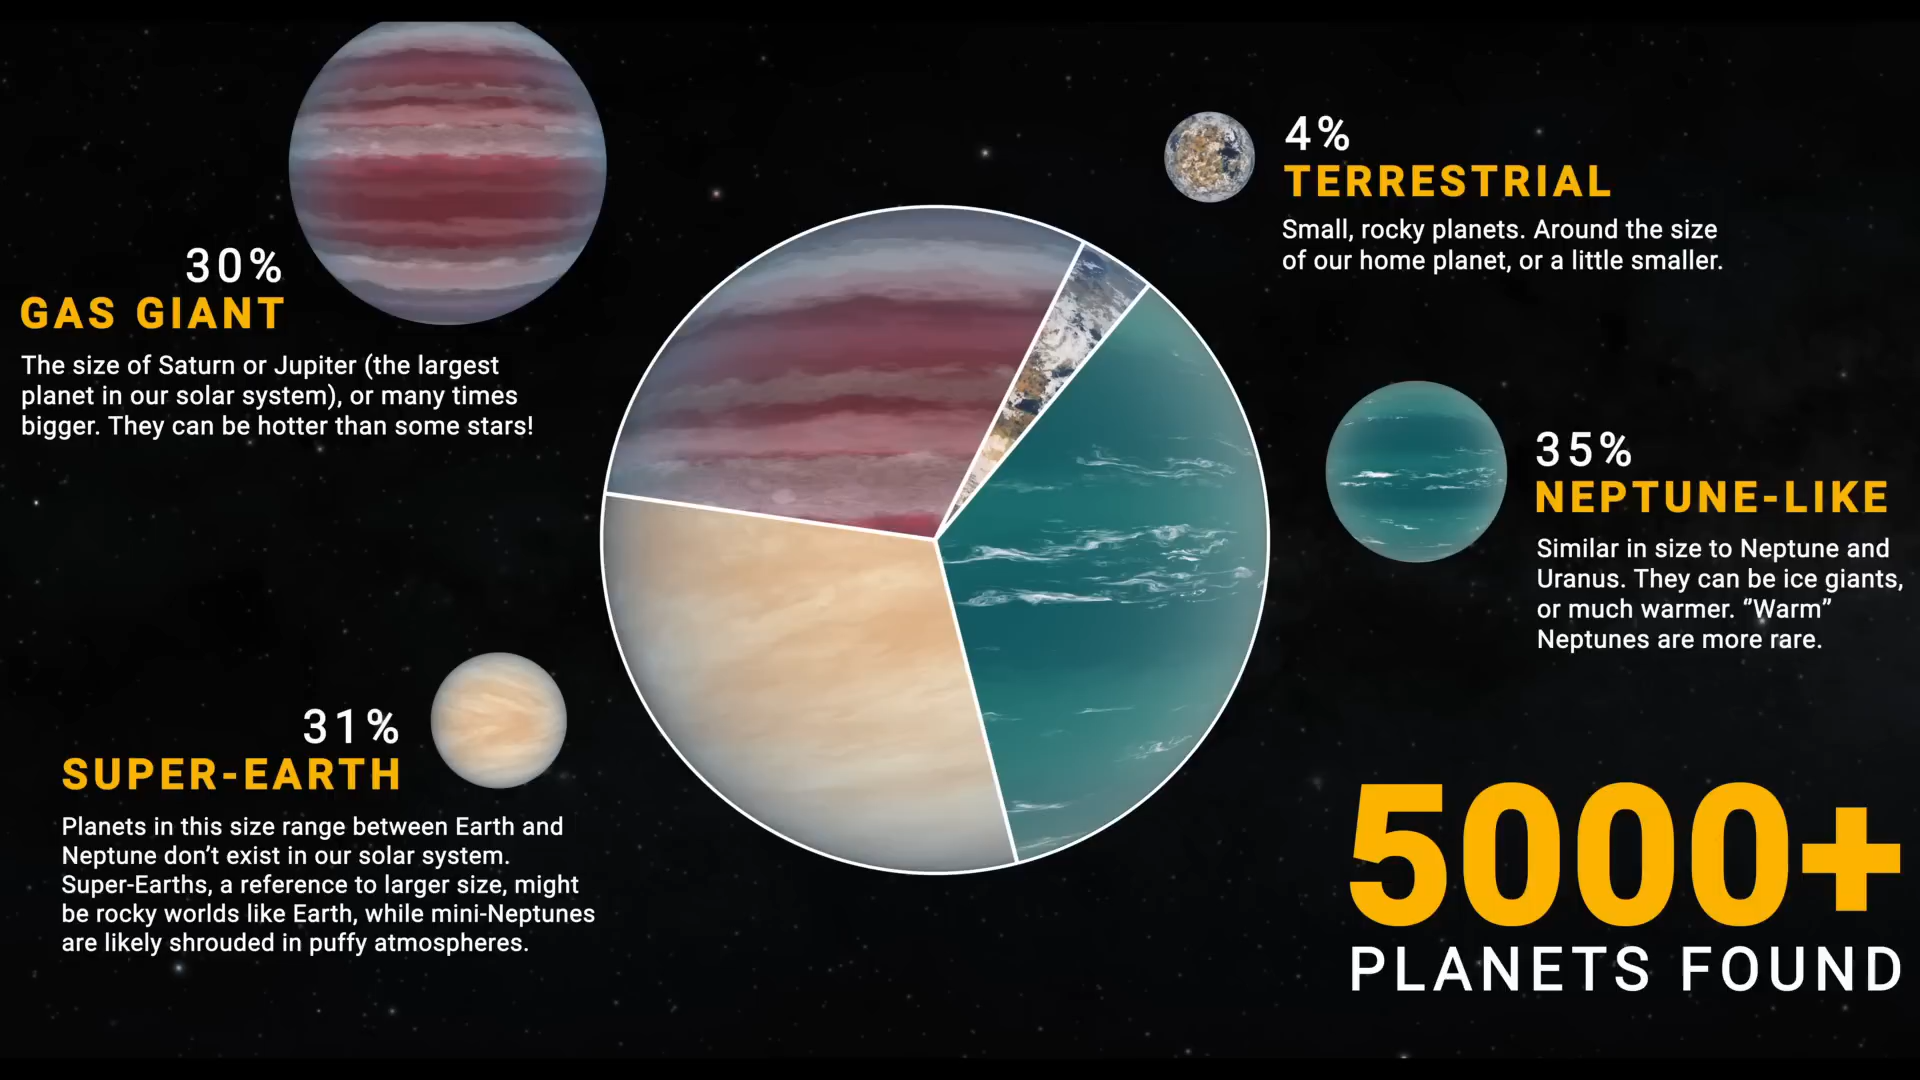 30%
GAS GIANT
The size of Saturn or Jupiter (the largest
planet in our solar system), or many times
bigger. They can be hotter than some stars!
31%
SUPER-EARTH
Planets in this size range between Earth and
Neptune don’t exist in our solar system.
Super-Earths, a reference to larger size, might
be rocky worlds like Earth, while mini-Neptunes
are likely shrouded in puffy atmospheres.
4%
TERRESTRIAL
Small, rocky planets. Around the size
of our home planet, or a little smaller.
35%
NEPTUNE-LIKE
Similar in size to Neptune and
Uranus. They can be ice giants,
or much warmer. ”Warm”
Neptunes are more rare.
5000+
PLANETS FOUND